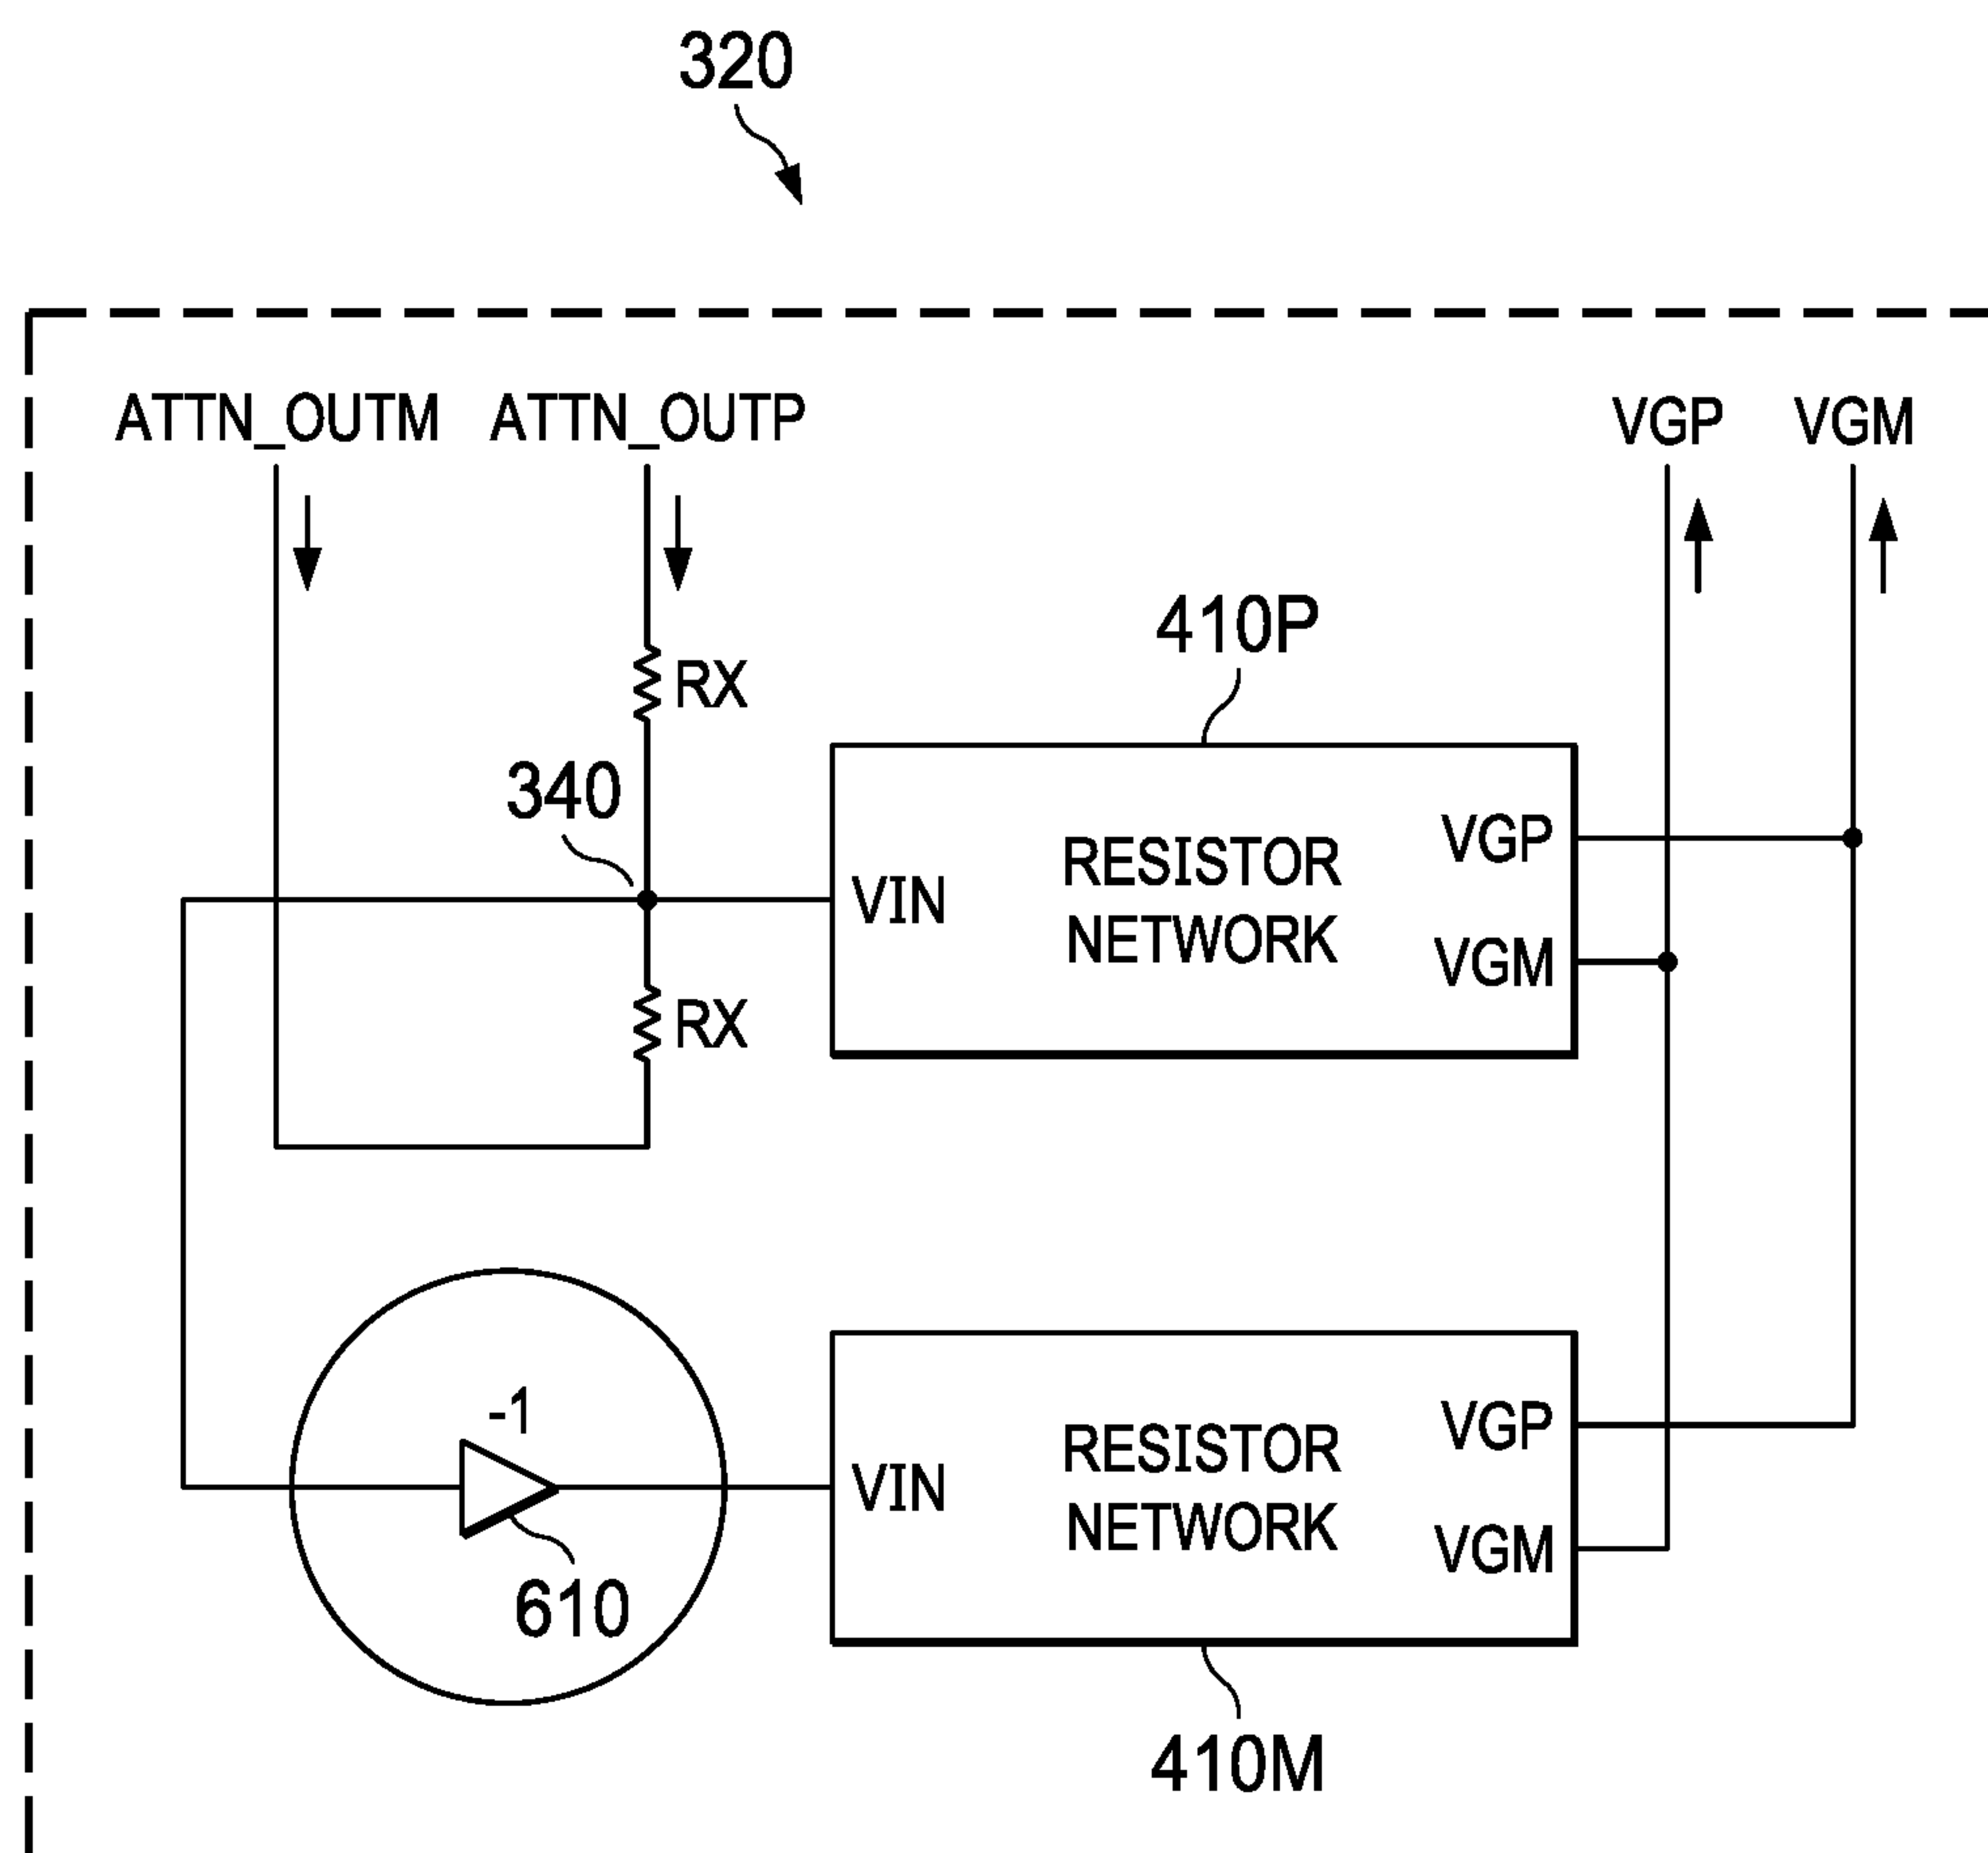 320
ATTN_OUTM ATTN_OUTP VGP VGM
410P
RX
340
VIN RESISTOR NETWORK VGP
VGM
RX
-1
VIN RESISTOR NETWORK VGP
VGM
610
410M